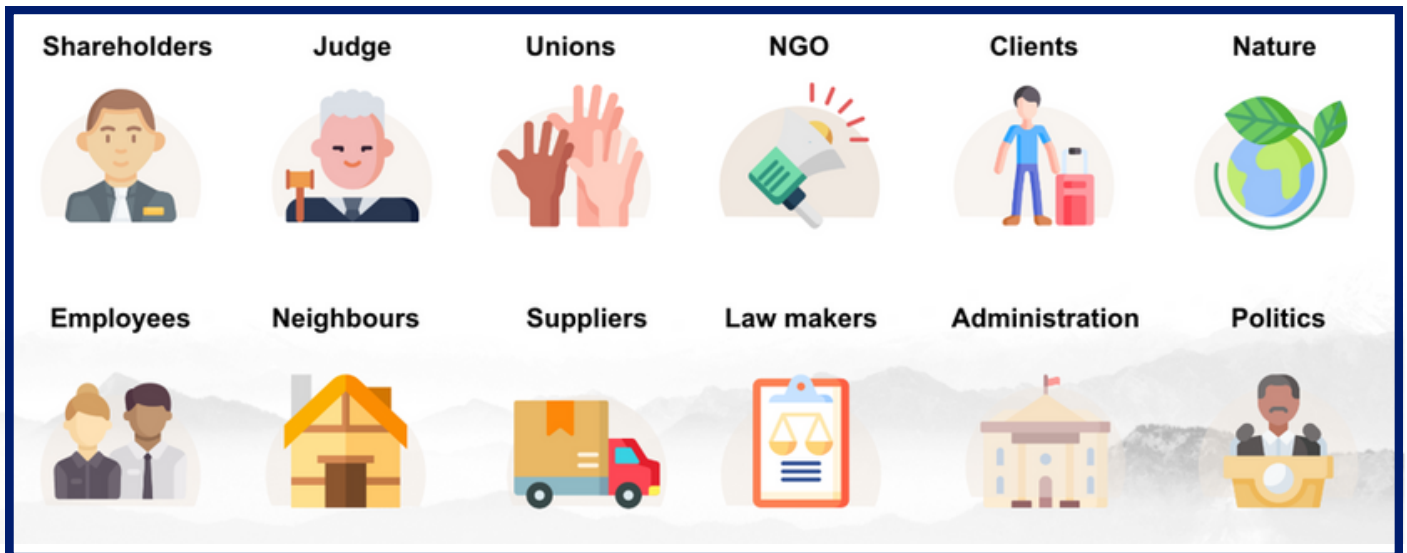 Shareholders Judge Unions NGO Clients Nature
Employees Neighbours Suppliers Law makers Administration Politics